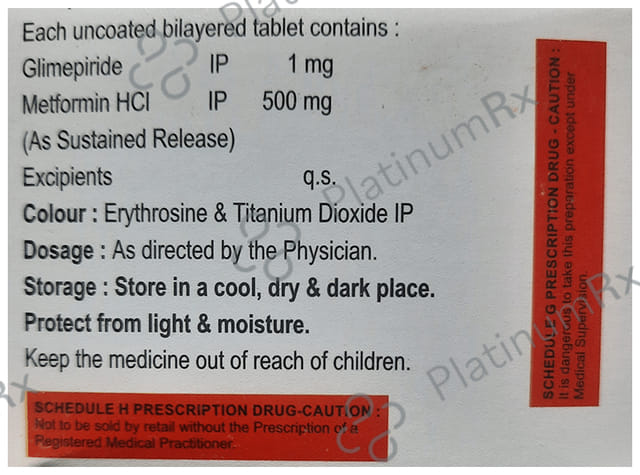 Each uncoated bilayered tablet contains :
Glimepiride IP 1 mg
Metformin HCl IP 500 mg
(As Sustained Release)
Excipients q.s.
Colour : Erythrosine & Titanium Dioxide IP
Dosage : As directed by the Physician.
Storage : Store in a cool, dry & dark place.
Protect from light & moisture.
Keep the medicine out of reach of children.
SCHEDULE H PRESCRIPTION DRUG-CAUTION :
Not to be sold by retail without the Prescription of a
Registered Medical Practitioner.
SCHEDULE G PRESCRIPTION DRUG - CAUTION :
It is dangerous to take this preparation except under
Medical Supervision.
PlatinumRx
PlatinumRx
Rx